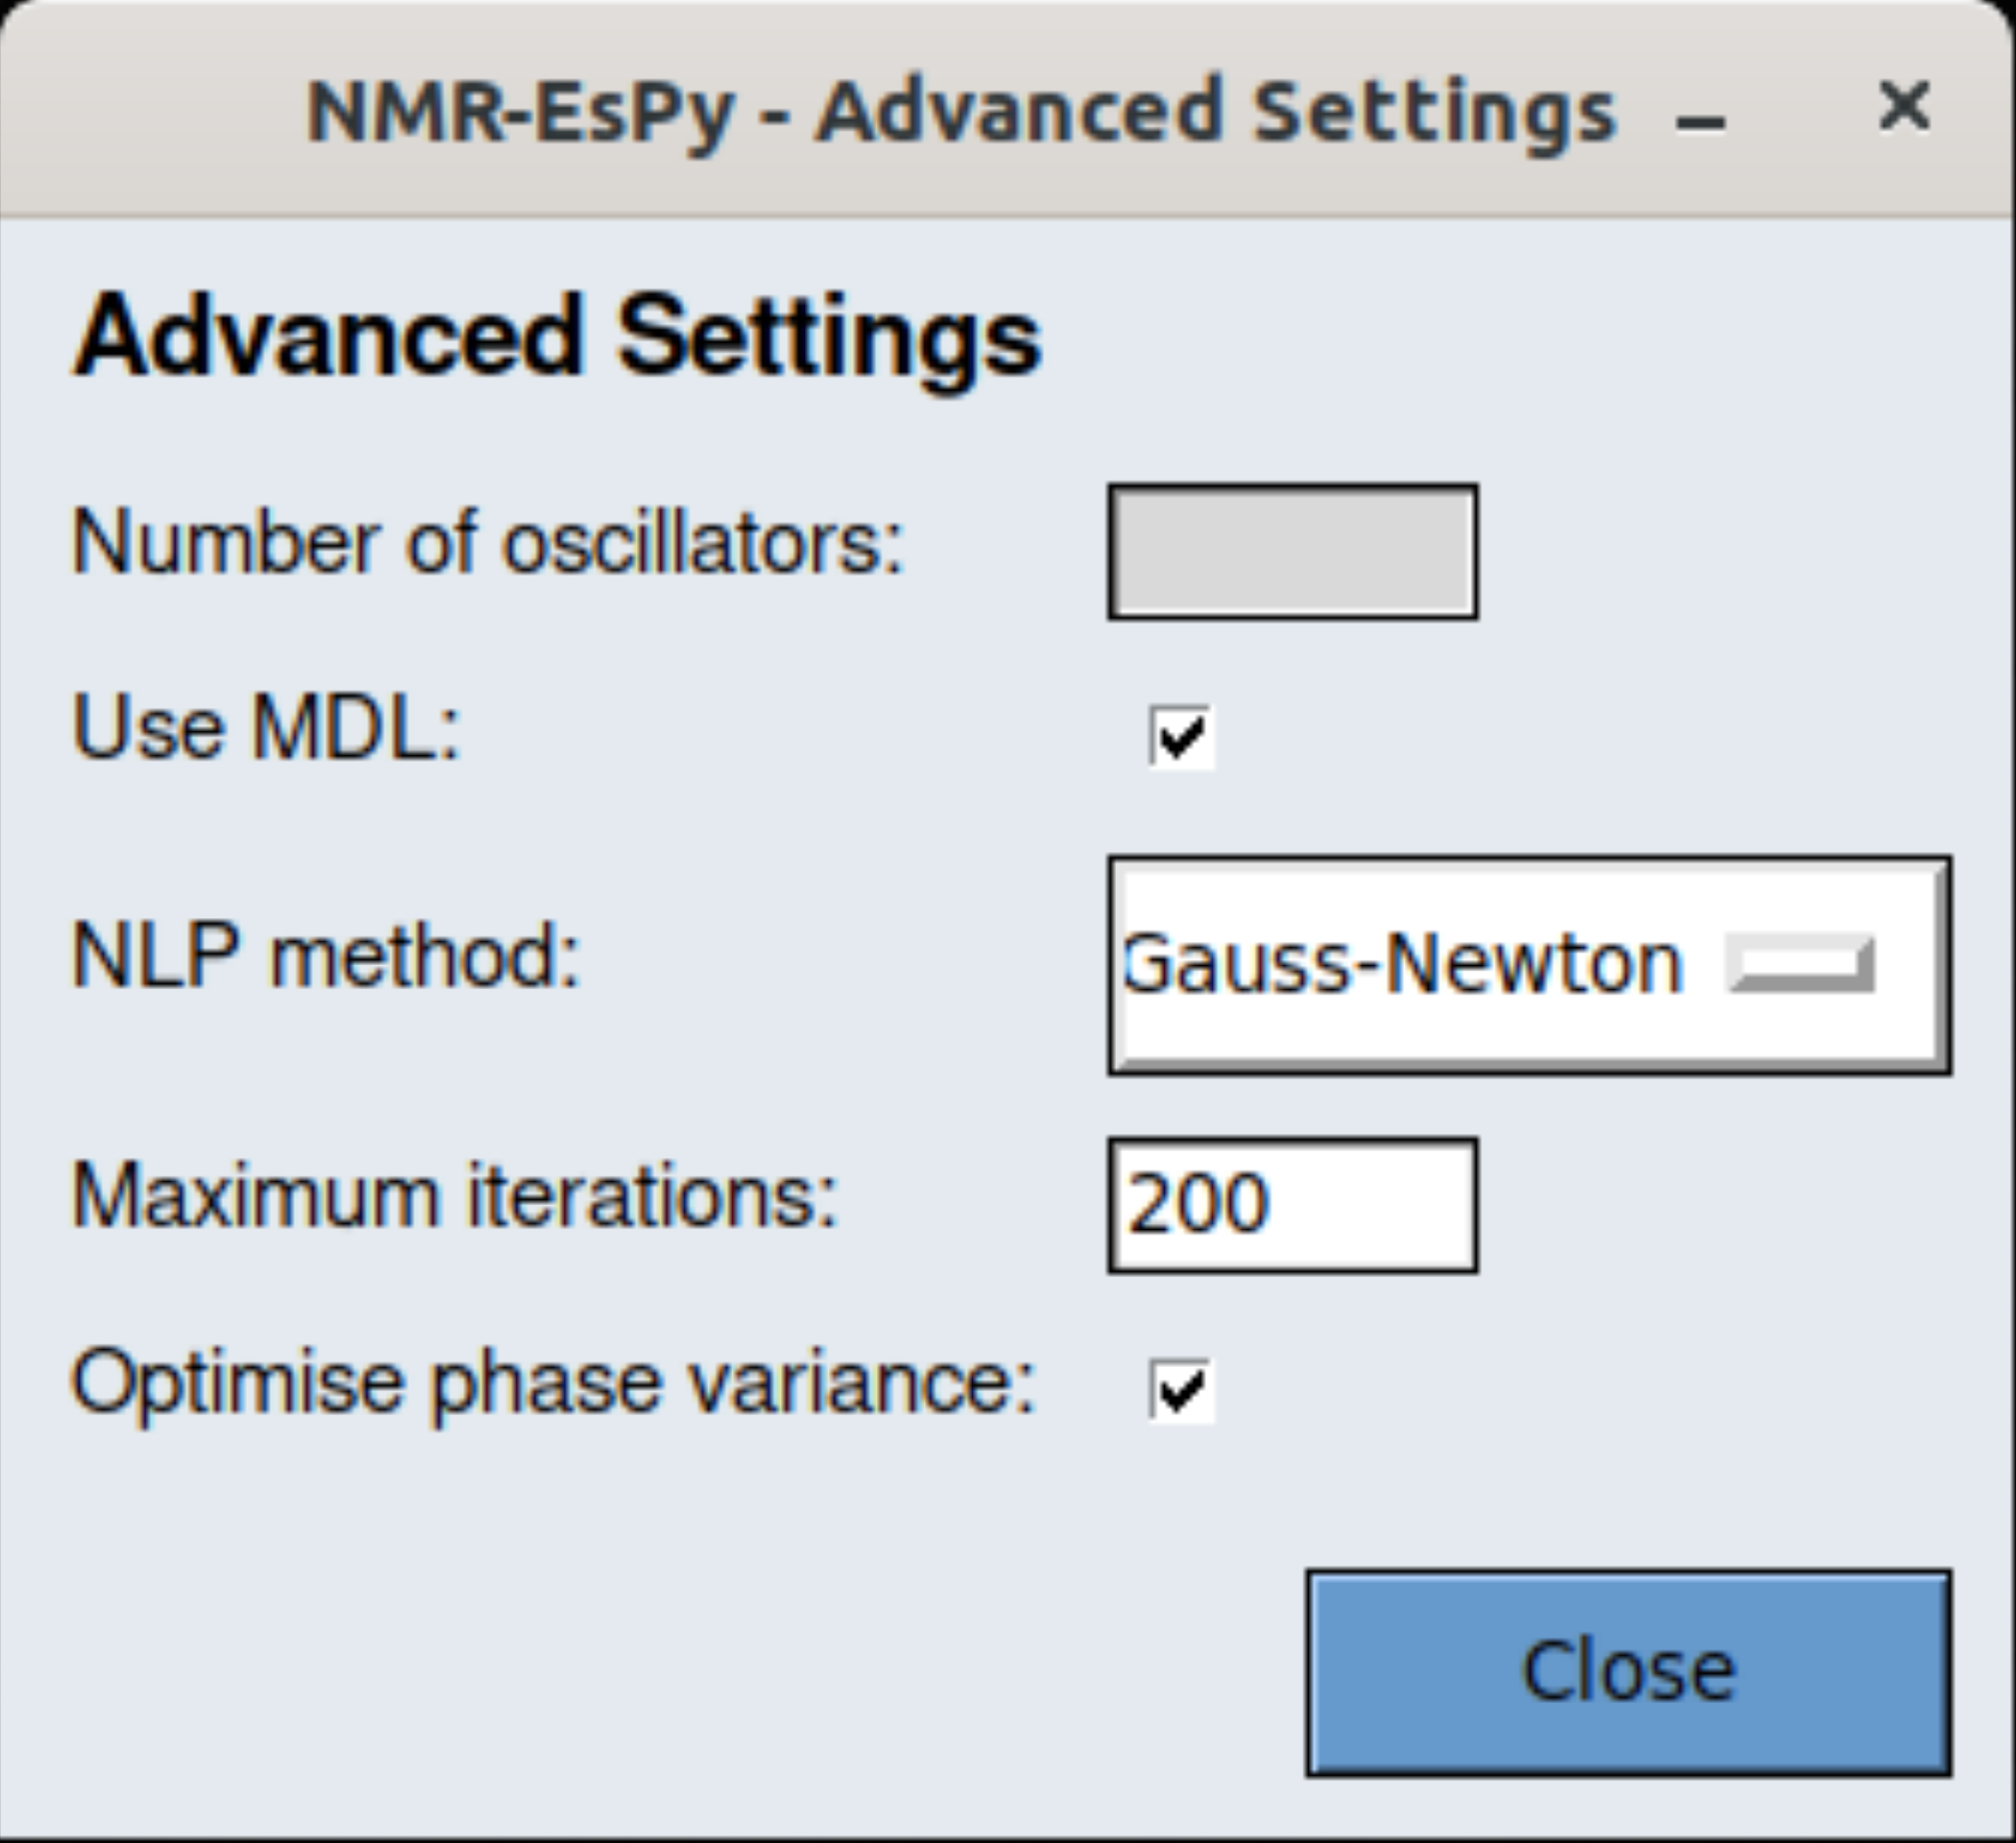 NMR-EsPy - Advanced Settings
Advanced Settings
Number of oscillators:
Use MDL:
NLP method: Gauss-Newton
Maximum iterations: 200
Optimise phase variance:
Close